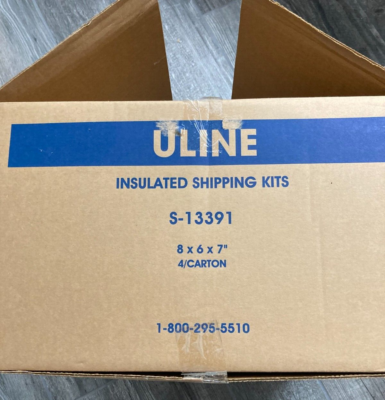 ULINE
INSULATED SHIPPING KITS
S-13391
8 x 6 x 7"
4/CARTON
1-800-295-5510